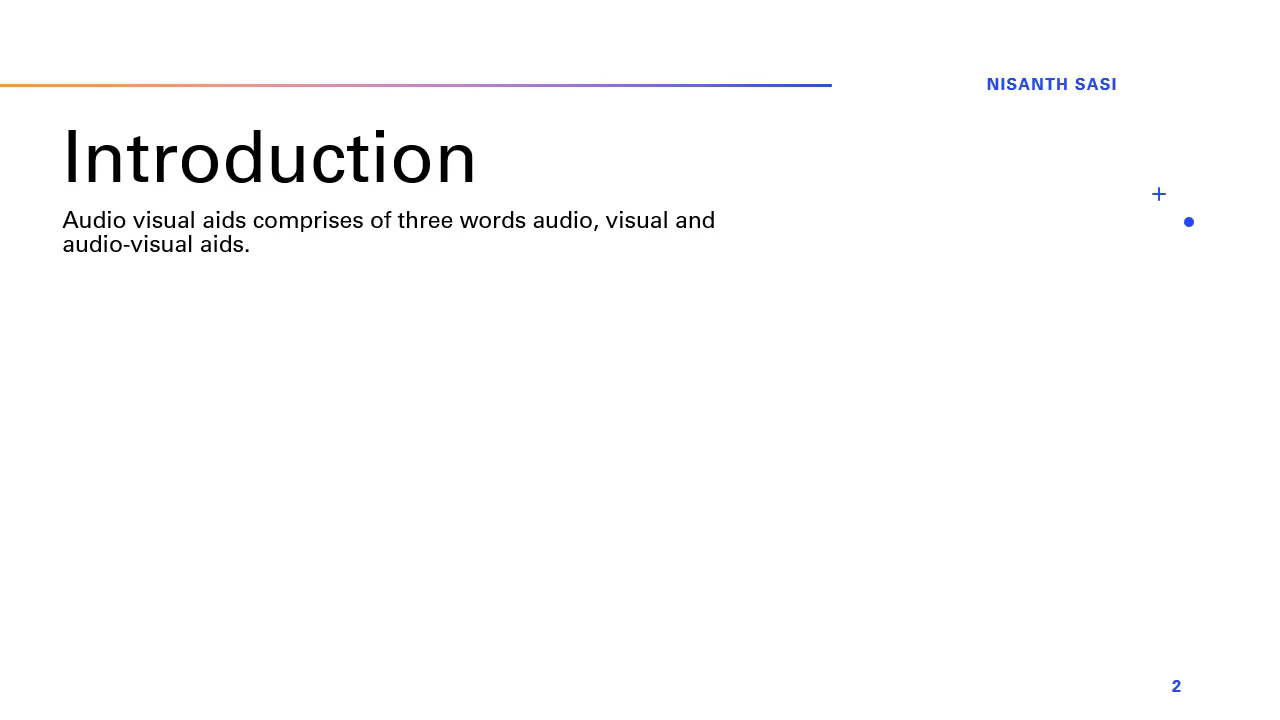 NISANTH SASI
Introduction
Audio visual aids comprises of three words audio, visual and
audio-visual aids.
2